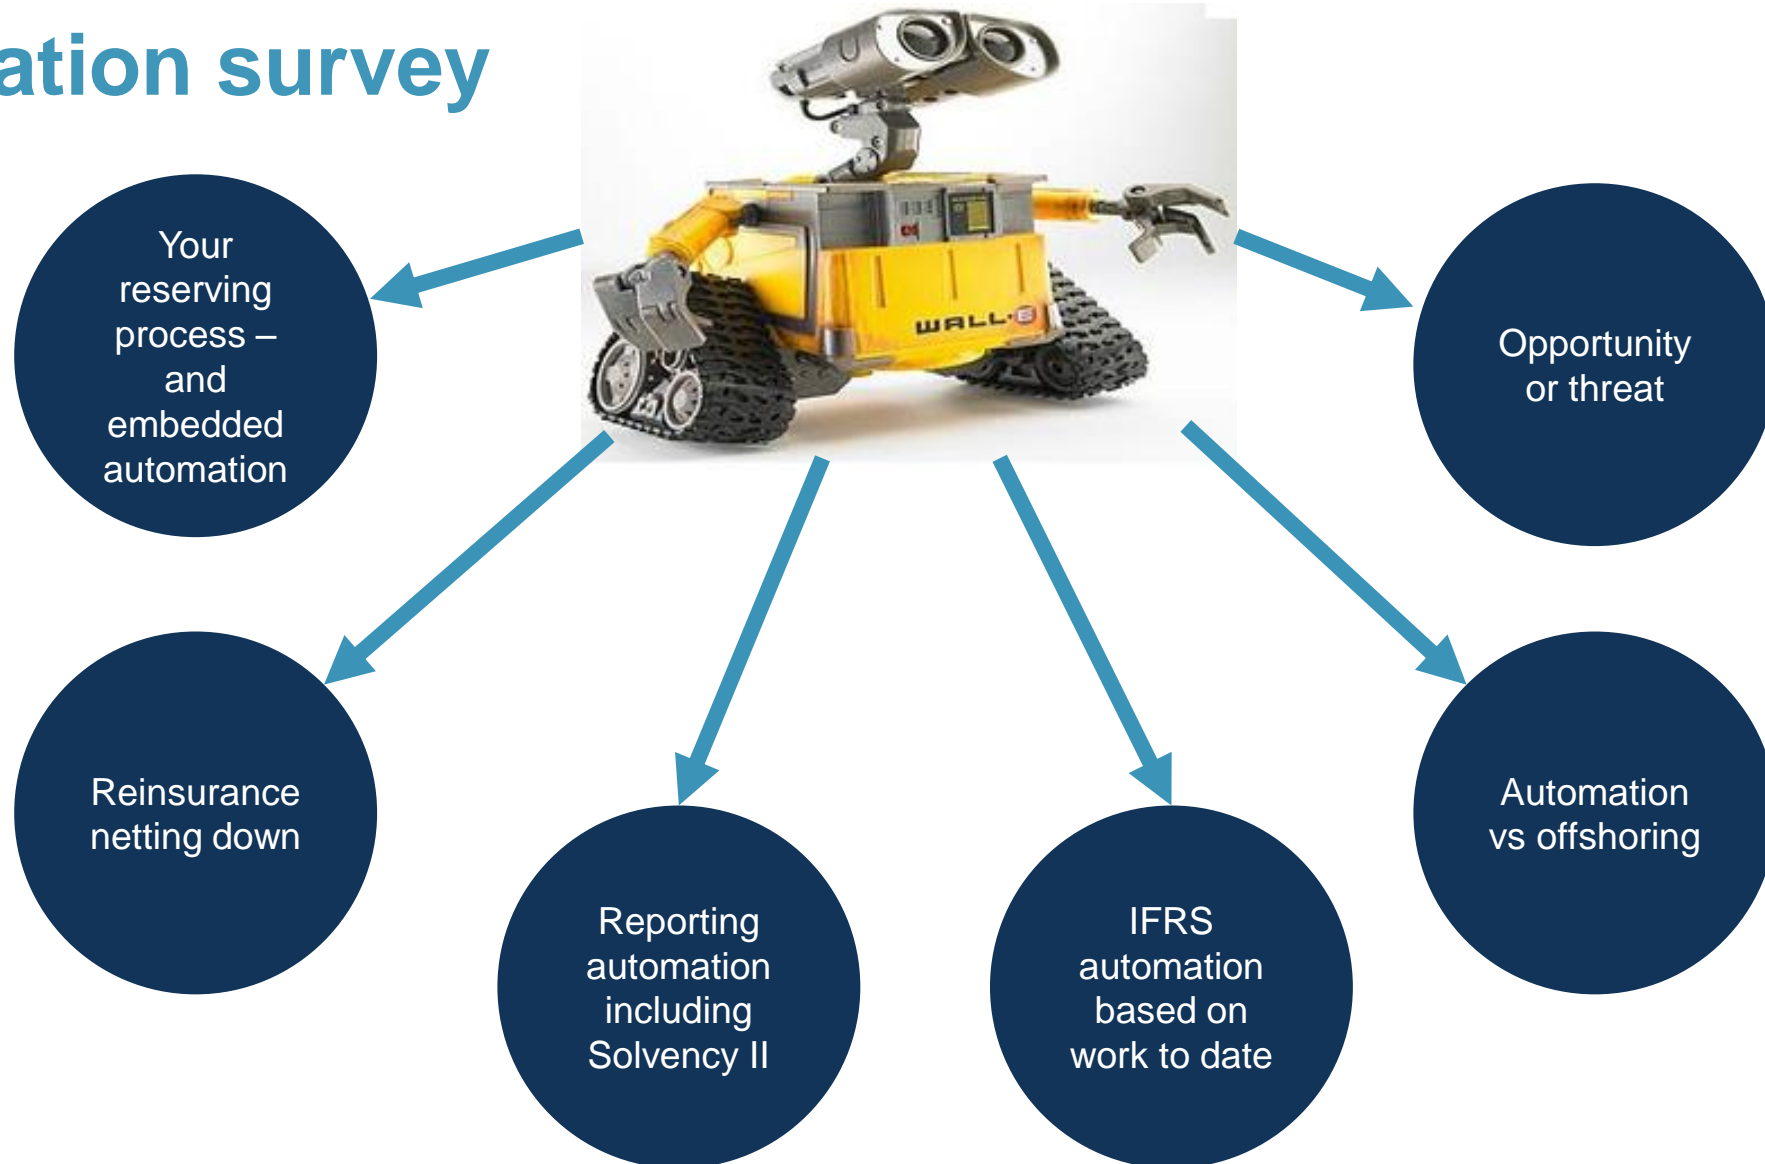 ation survey
WALL·E
Your
reserving
process –
and
embedded
automation
Opportunity
or threat
Reinsurance
netting down
Automation
vs offshoring
Reporting
automation
including
Solvency II
IFRS
automation
based on
work to date